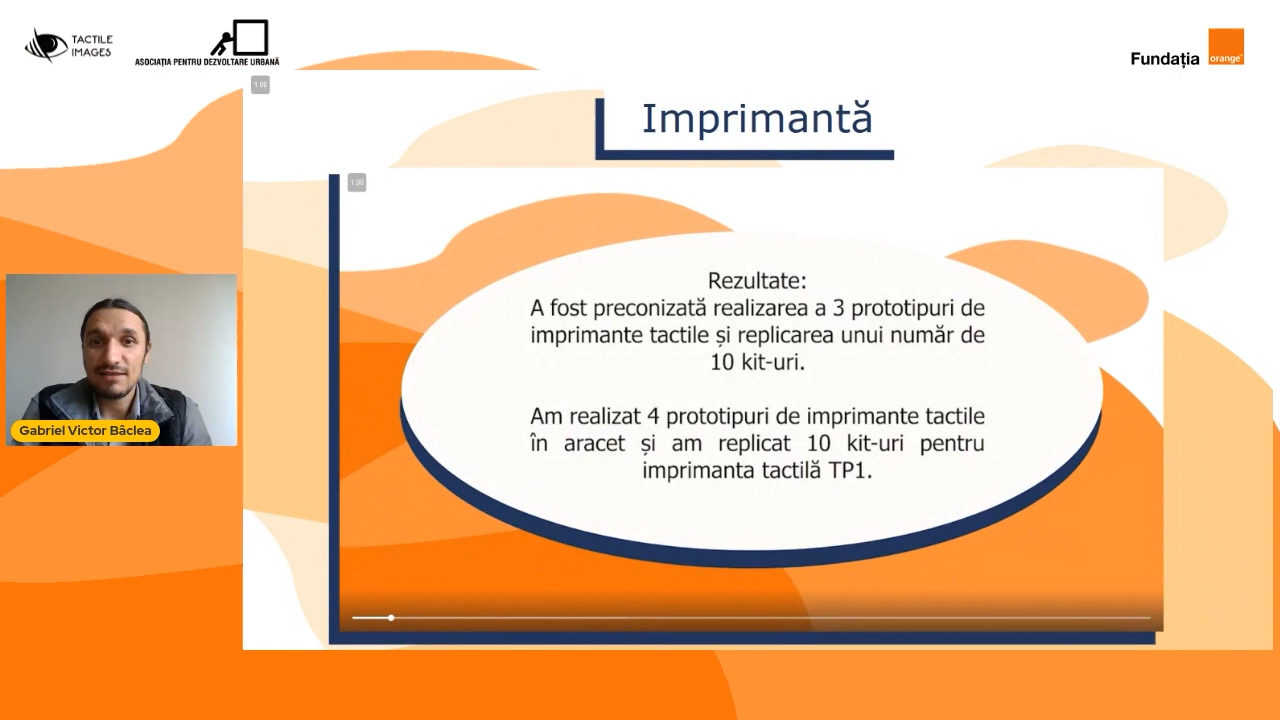 TACTILE
IMAGES
ASOCIAȚIA PENTRU DEZVOLTARE URBANĂ
Fundația
orange™
1.00
Imprimantă
1.00
Rezultate:
A fost preconizată realizarea a 3 prototipuri de
imprimante tactile și replicarea unui număr de
10 kit-uri.
Am realizat 4 prototipuri de imprimante tactile
în aracet și am replicat 10 kit-uri pentru
imprimanta tactilă TP1.
Gabriel Victor Bâclea